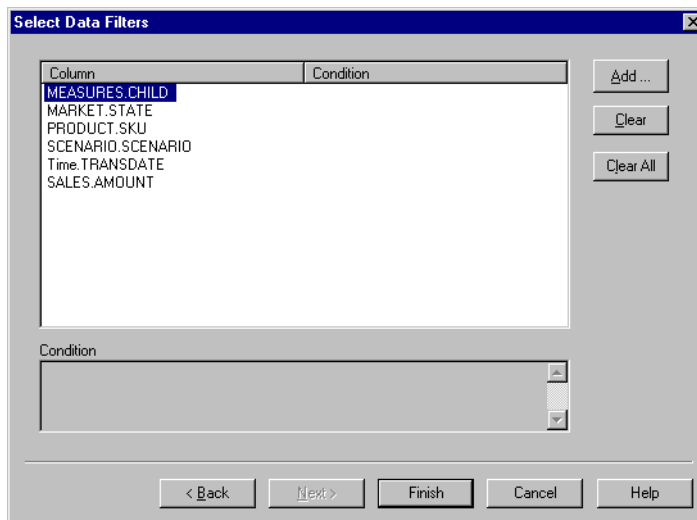 Select Data Filters
Column Condition
Add ...
MEASURES.CHILD
MARKET.STATE
PRODUCT.SKU
Clear
SCENARIO.SCENARIO
Time.TRANSDATE
Clear All
SALES.AMOUNT
Condition
< Back Next > Finish Cancel Help